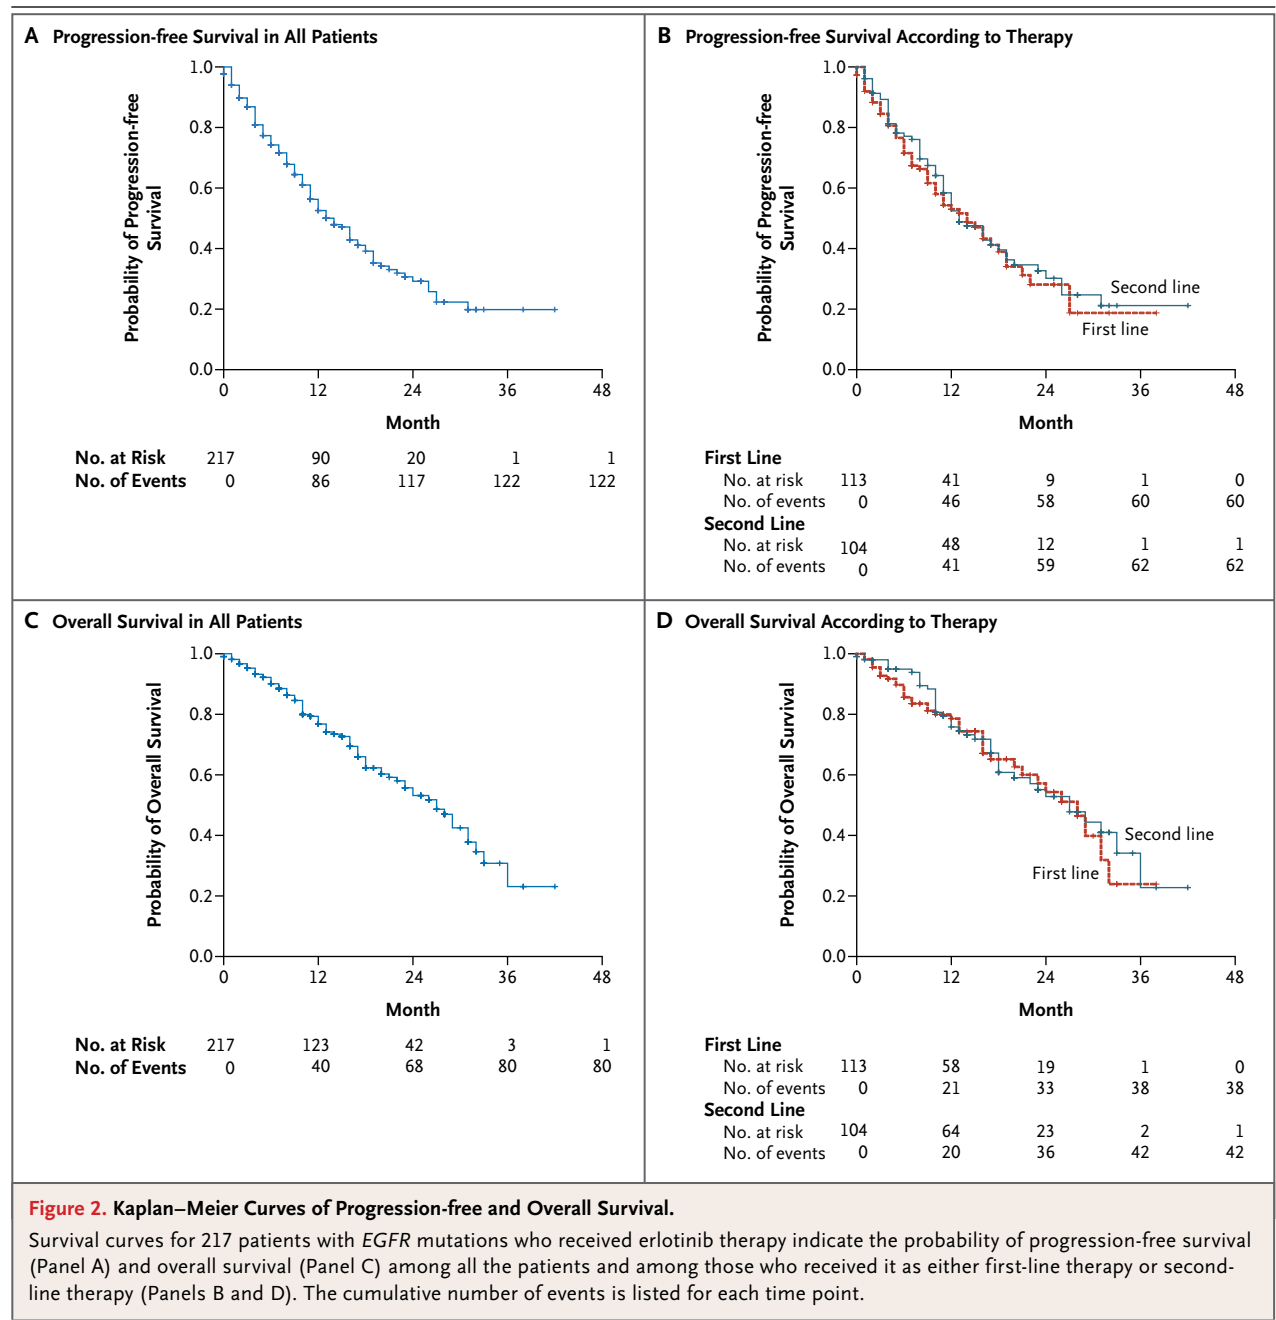 A Progression-free Survival in All Patients
Probability of Progression-free
Survival
1.0
0.8
0.6
0.4
0.2
0.0
0 12 24 36 48
Month
No. at Risk 217 90 20 1 1
No. of Events 0 86 117 122 122
B Progression-free Survival According to Therapy
Probability of Progression-free
Survival
1.0
0.8
0.6
0.4
0.2
0.0
Second line
First line
0 12 24 36 48
Month
First Line
No. at risk 113 41 9 1 0
No. of events 0 46 58 60 60
Second Line
No. at risk 104 48 12 1 1
No. of events 0 41 59 62 62
C Overall Survival in All Patients
Probability of Overall Survival
1.0
0.8
0.6
0.4
0.2
0.0
0 12 24 36 48
Month
No. at Risk 217 123 42 3 1
No. of Events 0 40 68 80 80
D Overall Survival According to Therapy
Probability of Overall Survival
1.0
0.8
0.6
0.4
0.2
0.0
Second line
First line
0 12 24 36 48
Month
First Line
No. at risk 113 58 19 1 0
No. of events 0 21 33 38 38
Second Line
No. at risk 104 64 23 2 1
No. of events 0 20 36 42 42
Figure 2. Kaplan–Meier Curves of Progression-free and Overall Survival.
Survival curves for 217 patients with EGFR mutations who received erlotinib therapy indicate the probability of progression-free survival
(Panel A) and overall survival (Panel C) among all the patients and among those who received it as either first-line therapy or second-
line therapy (Panels B and D). The cumulative number of events is listed for each time point.